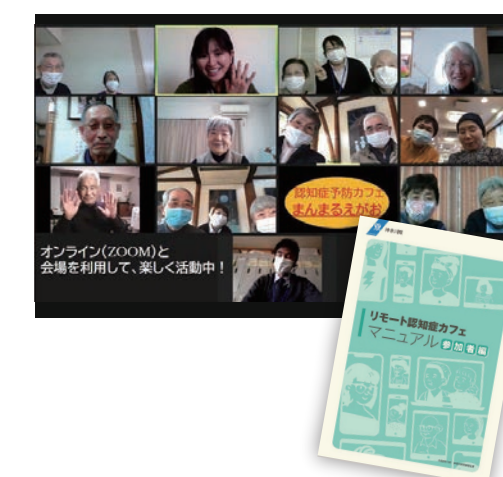 認知症予防カフェ
まんまるえがお
オンライン(ZOOM)と
会場を利用して、楽しく活動中!
リモート認知症カフェ
マニュアル 参加者編